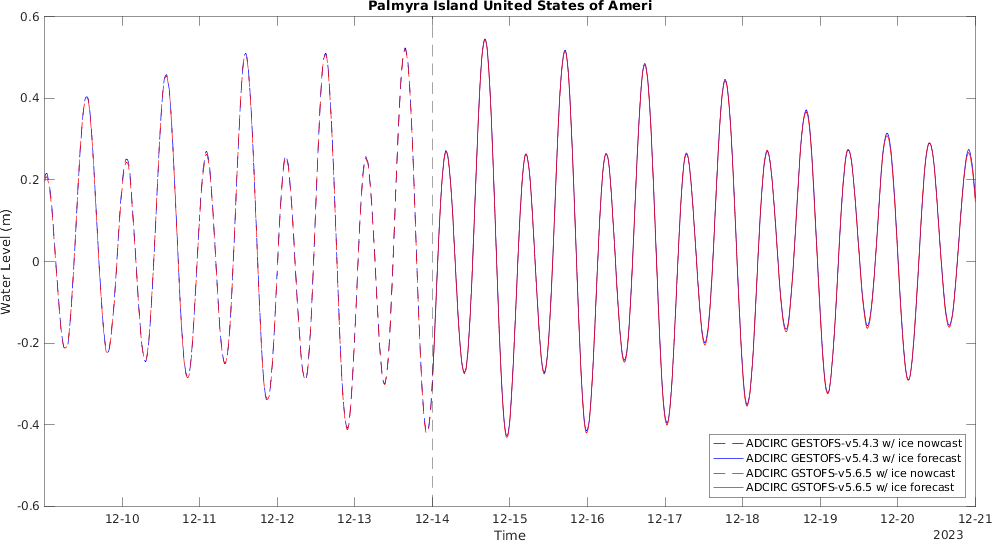 Palmyra Island United States of Ameri
0.6
0.4
0.2
0
-0.2
-0.4
-0.6
Water Level (m)
12-10
12-11
12-12
12-13
12-14
12-15
12-16
12-17
12-18
12-19
12-20
12-21
Time
2023
ADCIRC GESTOFS-v5.4.3 w/ ice nowcast
ADCIRC GESTOFS-v5.4.3 w/ ice forecast
ADCIRC GSTOFS-v5.6.5 w/ ice nowcast
ADCIRC GSTOFS-v5.6.5 w/ ice forecast